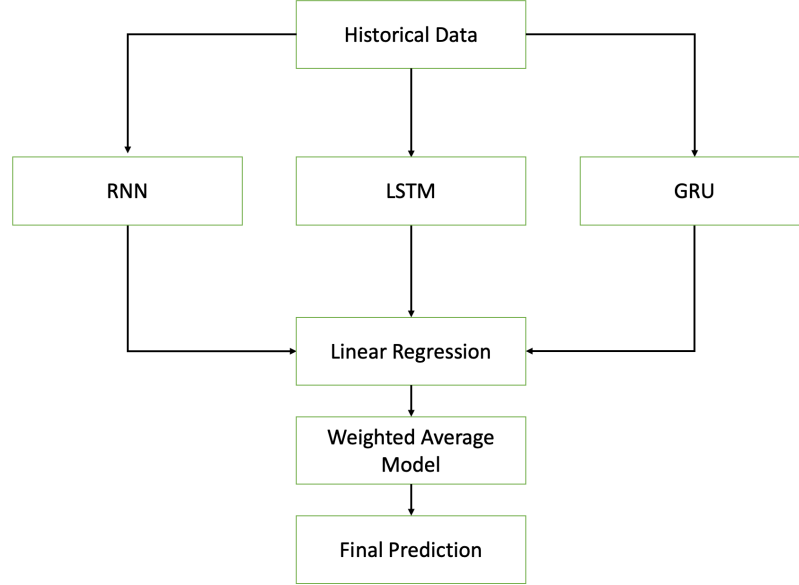 Historical Data
RNN
LSTM
GRU
Linear Regression
Weighted Average
Model
Final Prediction